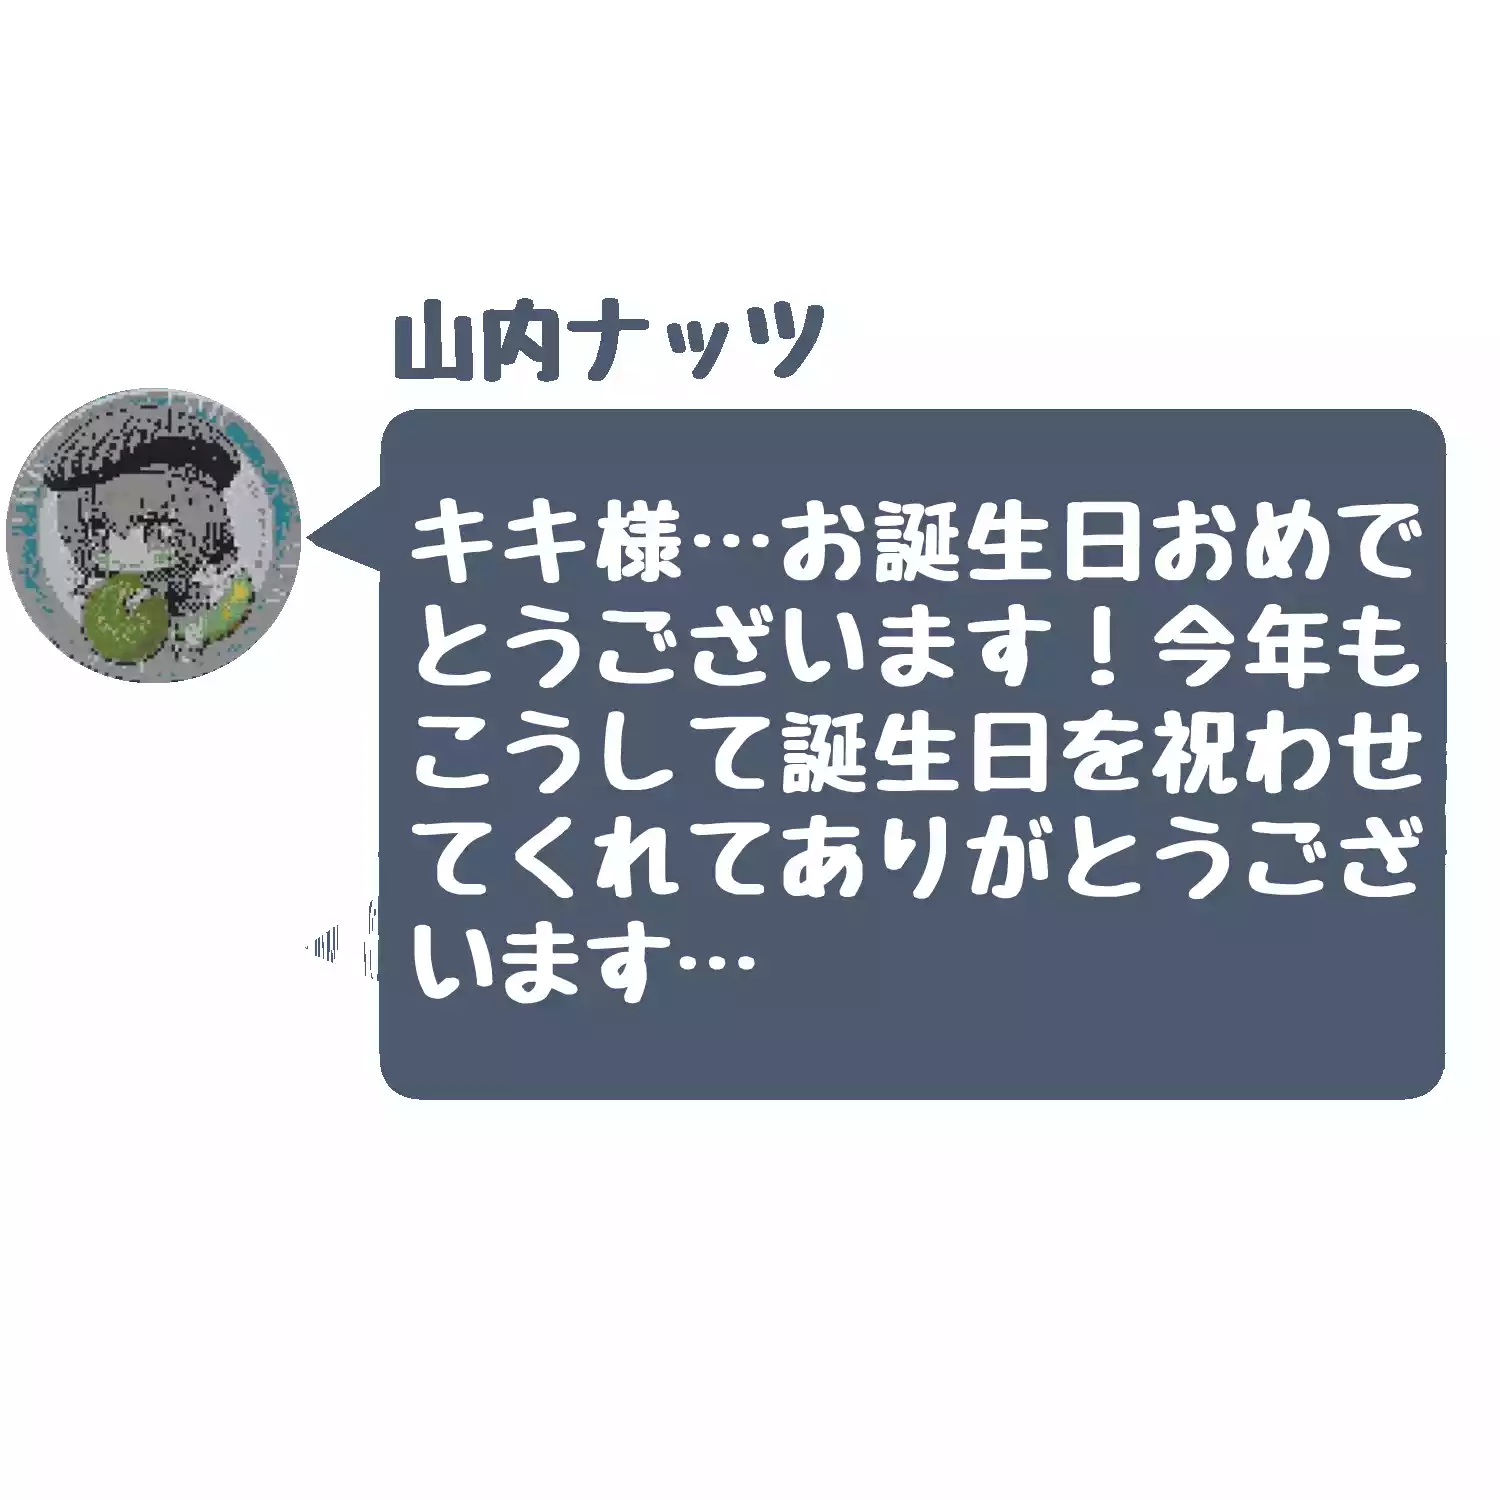 山内ナッツ
キキ様…お誕生日おめで
とうございます！今年も
こうして誕生日を祝わせ
てくれてありがとうござ
います…